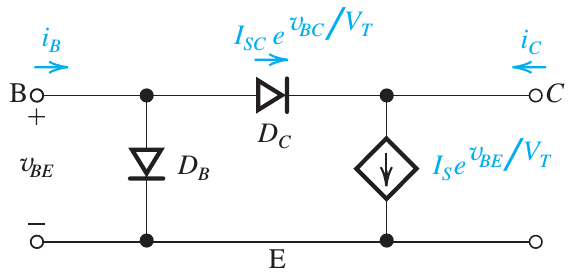 i_B
I_SC e^v_BC/V_T
i_C
B
C
+
D_C
v_BE
D_B
I_S e^v_BE/V_T
−
E